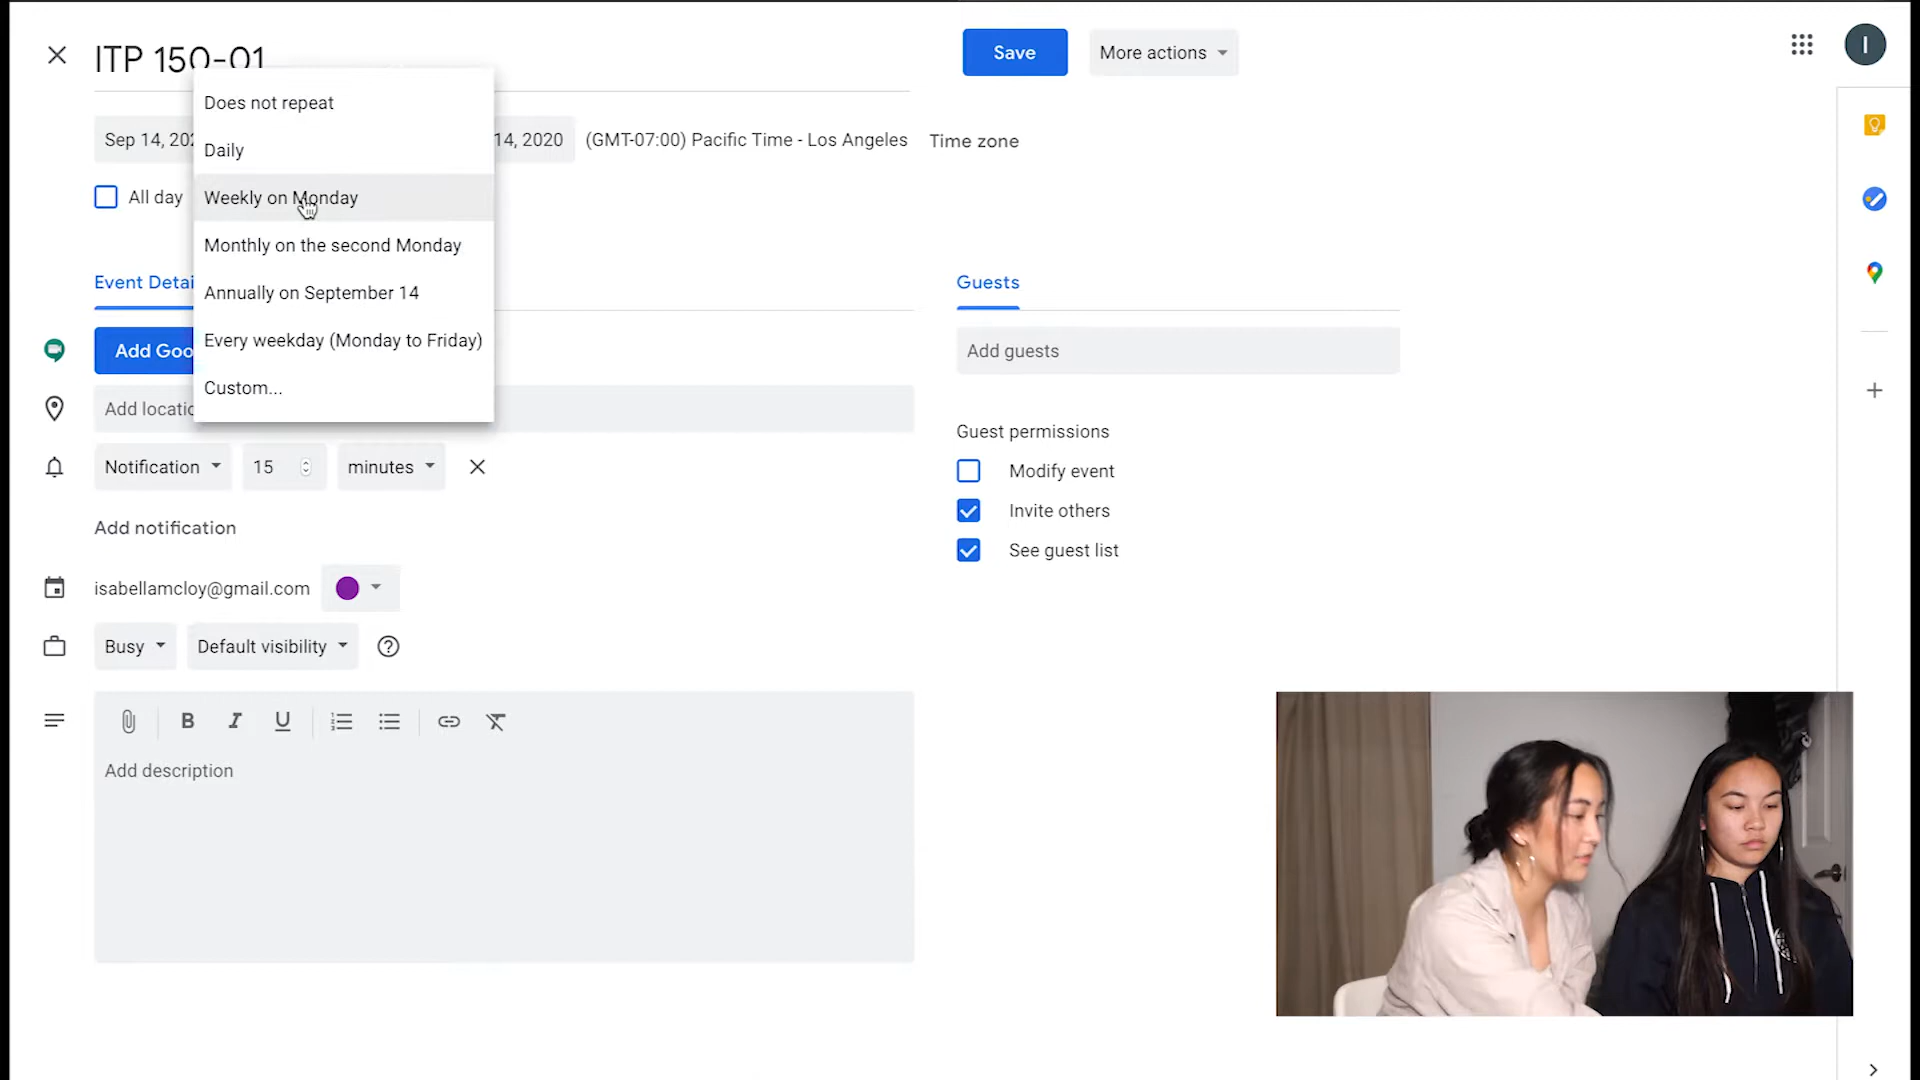 ITP 150-01
Save
More actions
Does not repeat
Sep 14, 202
14, 2020
(GMT-07:00) Pacific Time - Los Angeles
Time zone
Daily
All day
Weekly on Monday
Monthly on the second Monday
Event Detai
Annually on September 14
Guests
Add Goo
Every weekday (Monday to Friday)
Add guests
Custom...
Add locatio
Guest permissions
Notification
15
minutes
Modify event
Invite others
Add notification
See guest list
isabellamcloy@gmail.com
Busy
Default visibility
B I U
Add description
I